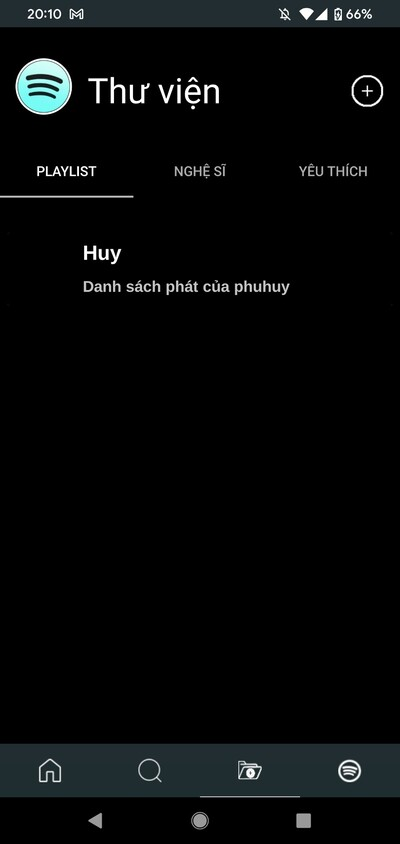 20:10 66%
Thư viện
PLAYLIST NGHỆ SĨ YÊU THÍCH
Huy
Danh sách phát của phuhuy